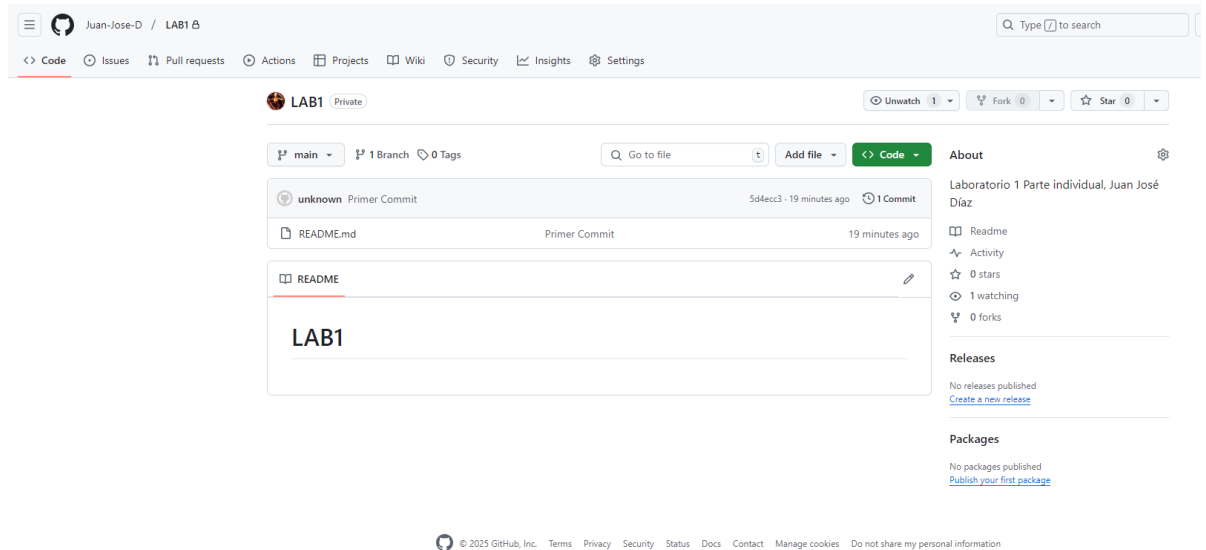 Juan-Jose-D / LAB1
Type / to search
Code Issues Pull requests Actions Projects Wiki Security Insights Settings
LAB1 Private
Unwatch 1 Fork 0 Star 0
main 1 Branch 0 Tags Go to file t Add file Code
About
Laboratorio 1 Parte individual, Juan José
Díaz
unknown Primer Commit 5d4ecc3 · 19 minutes ago 1 Commit
README.md Primer Commit 19 minutes ago
Readme
Activity
0 stars
1 watching
0 forks
README
LAB1
Releases
No releases published
Create a new release
Packages
No packages published
Publish your first package
© 2025 GitHub, Inc. Terms Privacy Security Status Docs Contact Manage cookies Do not share my personal information